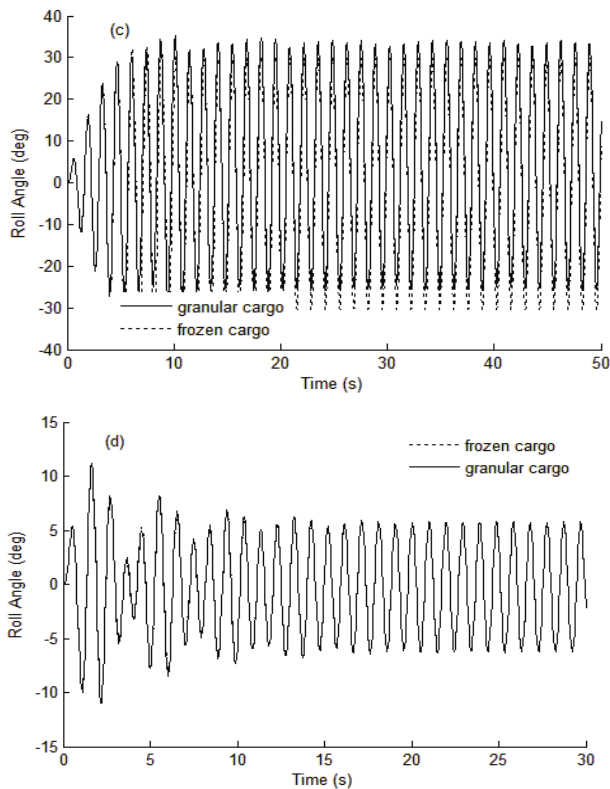 40
(c)
30
20
10
0
-10
-20
-30
-40
Roll Angle (deg)
granular cargo
frozen cargo
0 10 20 30 40 50
Time (s)
15
(d)
10
5
0
-5
-10
-15
Roll Angle (deg)
frozen cargo
granular cargo
0 5 10 15 20 25 30
Time (s)